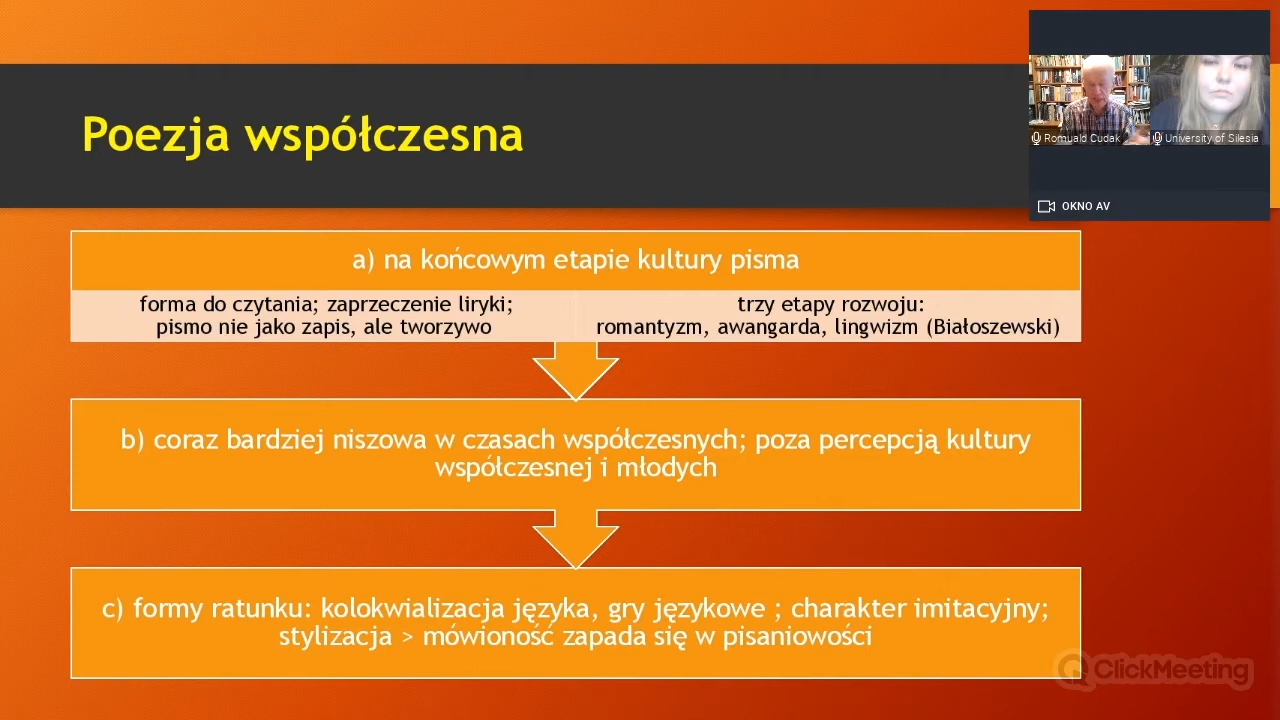 Poezja współczesna
Romuald Cudak
University of Silesia
OKNO AV
a) na końcowym etapie kultury pisma
forma do czytania; zaprzeczenie liryki;
pismo nie jako zapis, ale tworzywo
trzy etapy rozwoju:
romantyzm, awangarda, lingwizm (Białoszewski)
b) coraz bardziej niszowa w czasach współczesnych; poza percepcją kultury
współczesnej i młodych
c) formy ratunku: kolokwializacja języka, gry językowe ; charakter imitacyjny;
stylizacja > mówioność zapada się w pisaniowości
ClickMeeting